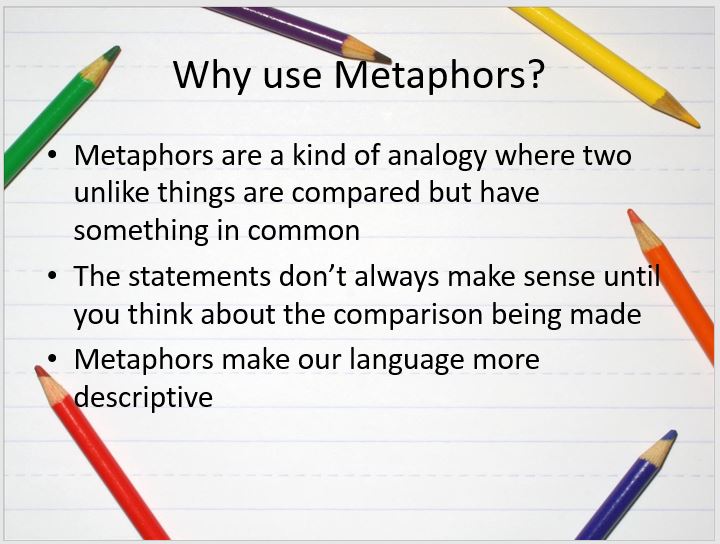 Why use Metaphors?
• Metaphors are a kind of analogy where two
unlike things are compared but have
something in common
• The statements don’t always make sense until
you think about the comparison being made
• Metaphors make our language more
descriptive